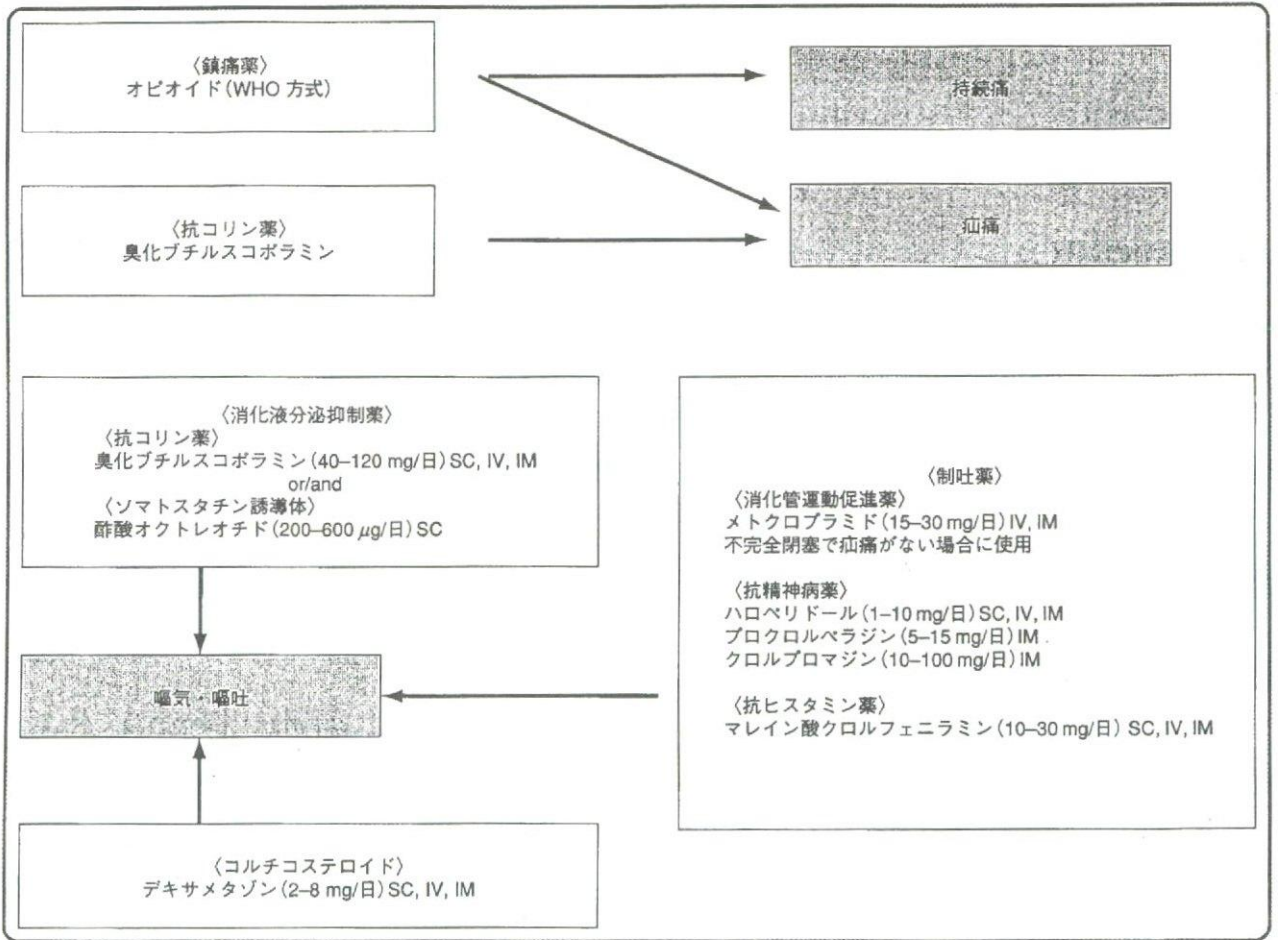 〈鎮痛薬〉
オピオイド(WHO 方式)
持続痛
〈抗コリン薬〉
臭化ブチルスコポラミン
疝痛
〈消化液分泌抑制薬〉
〈抗コリン薬〉
臭化ブチルスコポラミン(40–120 mg/日)SC, IV, IM
or/and
〈ソマトスタチン誘導体〉
酢酸オクトレオチド(200–600 μg/日)SC
〈制吐薬〉
〈消化管運動促進薬〉
メトクロプラミド(15–30 mg/日)IV, IM
不完全閉塞で疝痛がない場合に使用
〈抗精神病薬〉
ハロペリドール(1–10 mg/日)SC, IV, IM
プロクロルペラジン(5–15 mg/日)IM
クロルプロマジン(10–100 mg/日)IM
〈抗ヒスタミン薬〉
マレイン酸クロルフェニラミン(10–30 mg/日) SC, IV, IM
嘔気・嘔吐
〈コルチコステロイド〉
デキサメタゾン(2–8 mg/日)SC, IV, IM